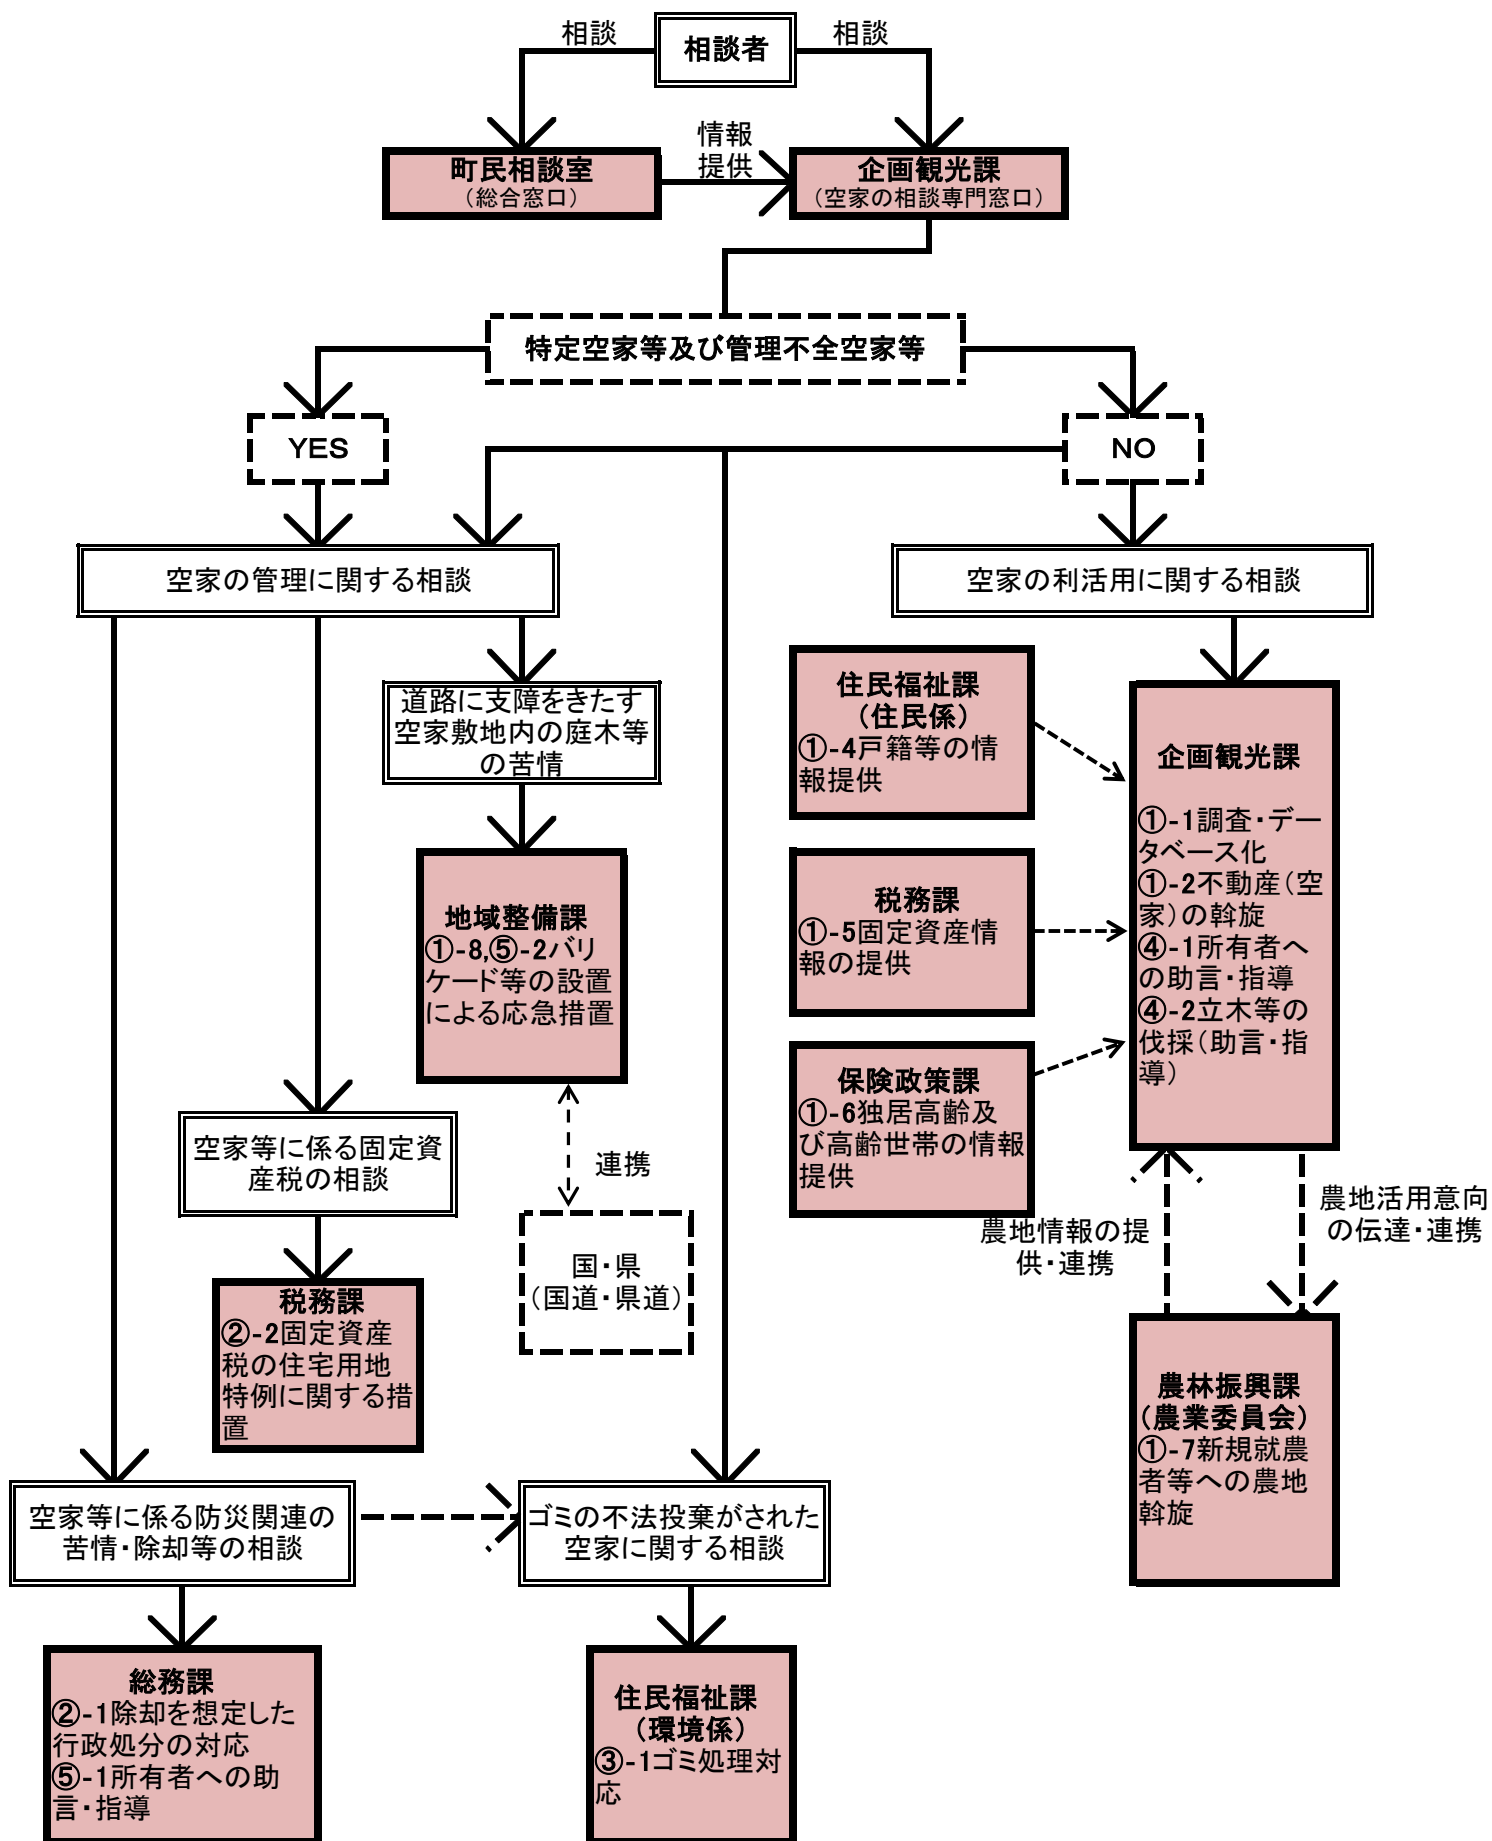 相談者
相談
相談
町民相談室
（総合窓口）
情報
提供
企画観光課
（空家の相談専門窓口）
特定空家等及び管理不全空家等
YES
NO
空家の管理に関する相談
空家の利活用に関する相談
道路に支障をきたす
空家敷地内の庭木等
の苦情
地域整備課
①-8,⑤-2バリ
ケード等の設置
による応急措置
連携
国・県
（国道・県道）
空家等に係る固定資
産税の相談
税務課
②-2固定資産
税の住宅用地
特例に関する措
置
住民福祉課
（住民係）
①-4戸籍等の情
報提供
税務課
①-5固定資産情
報の提供
保険政策課
①-6独居高齢及
び高齢世帯の情報
提供
企画観光課
①-1調査・デー
タベース化
①-2不動産（空
家）の斡旋
④-1所有者へ
の助言・指導
④-2立木等の
伐採（助言・指
導）
農地情報の提
供・連携
農地活用意向
の伝達・連携
農林振興課
（農業委員会）
①-7新規就農
者等への農地
斡旋
空家等に係る防災関連の
苦情・除却等の相談
ゴミの不法投棄がされた
空家に関する相談
総務課
②-1除却を想定した
行政処分の対応
⑤-1所有者への助
言・指導
住民福祉課
（環境係）
③-1ゴミ処理対
応